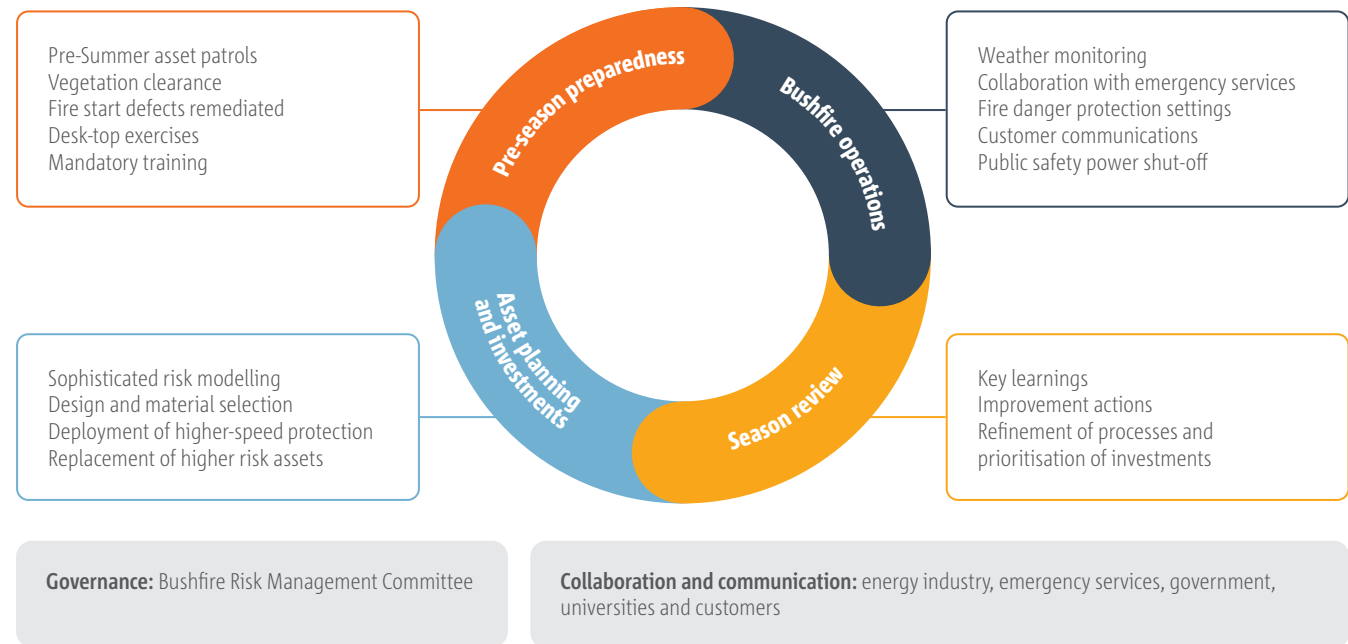 Pre-Summer asset patrols
Vegetation clearance
Fire start defects remediated
Desk-top exercises
Mandatory training
Pre-season preparedness
Bushfire operations
Weather monitoring
Collaboration with emergency services
Fire danger protection settings
Customer communications
Public safety power shut-off
Sophisticated risk modelling
Design and material selection
Deployment of higher-speed protection
Replacement of higher risk assets
Asset planning
and investments
Season review
Key learnings
Improvement actions
Refinement of processes and
prioritisation of investments
Governance: Bushfire Risk Management Committee
Collaboration and communication: energy industry, emergency services, government,
universities and customers